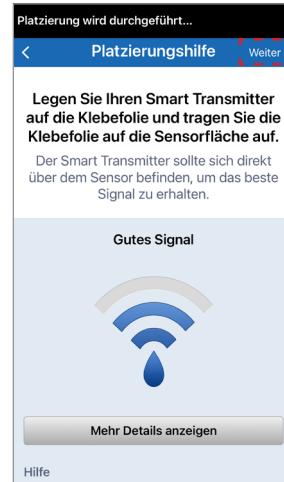 Platzierung wird durchgeführt...
Platzierungshilfe Weiter
Legen Sie Ihren Smart Transmitter
auf die Klebefolie und tragen Sie die
Klebefolie auf die Sensorfläche auf.
Der Smart Transmitter sollte sich direkt
über dem Sensor befinden, um das beste
Signal zu erhalten.
Gutes Signal
Mehr Details anzeigen
Hilfe